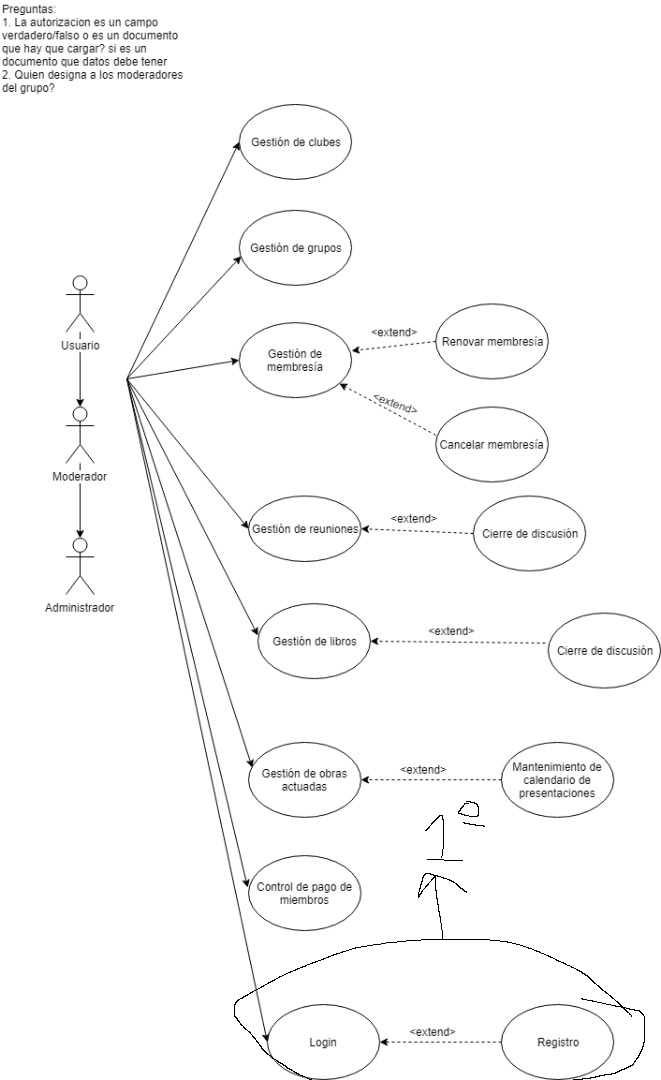 Preguntas:
1. La autorizacion es un campo
verdadero/falso o es un documento
que hay que cargar? si es un
documento que datos debe tener
2. Quien designa a los moderadores
del grupo?
Gestión de clubes
Gestión de grupos
Usuario
Gestión de
membresía
<extend>
Renovar membresía
<extend>
Cancelar membresía
Moderador
Gestión de reuniones
<extend>
Cierre de discusión
Administrador
Gestión de libros
<extend>
Cierre de discusión
Gestión de obras
actuadas
<extend>
Mantenimiento de
calendario de
presentaciones
1º
Control de pago de
miembros
Login
<extend>
Registro